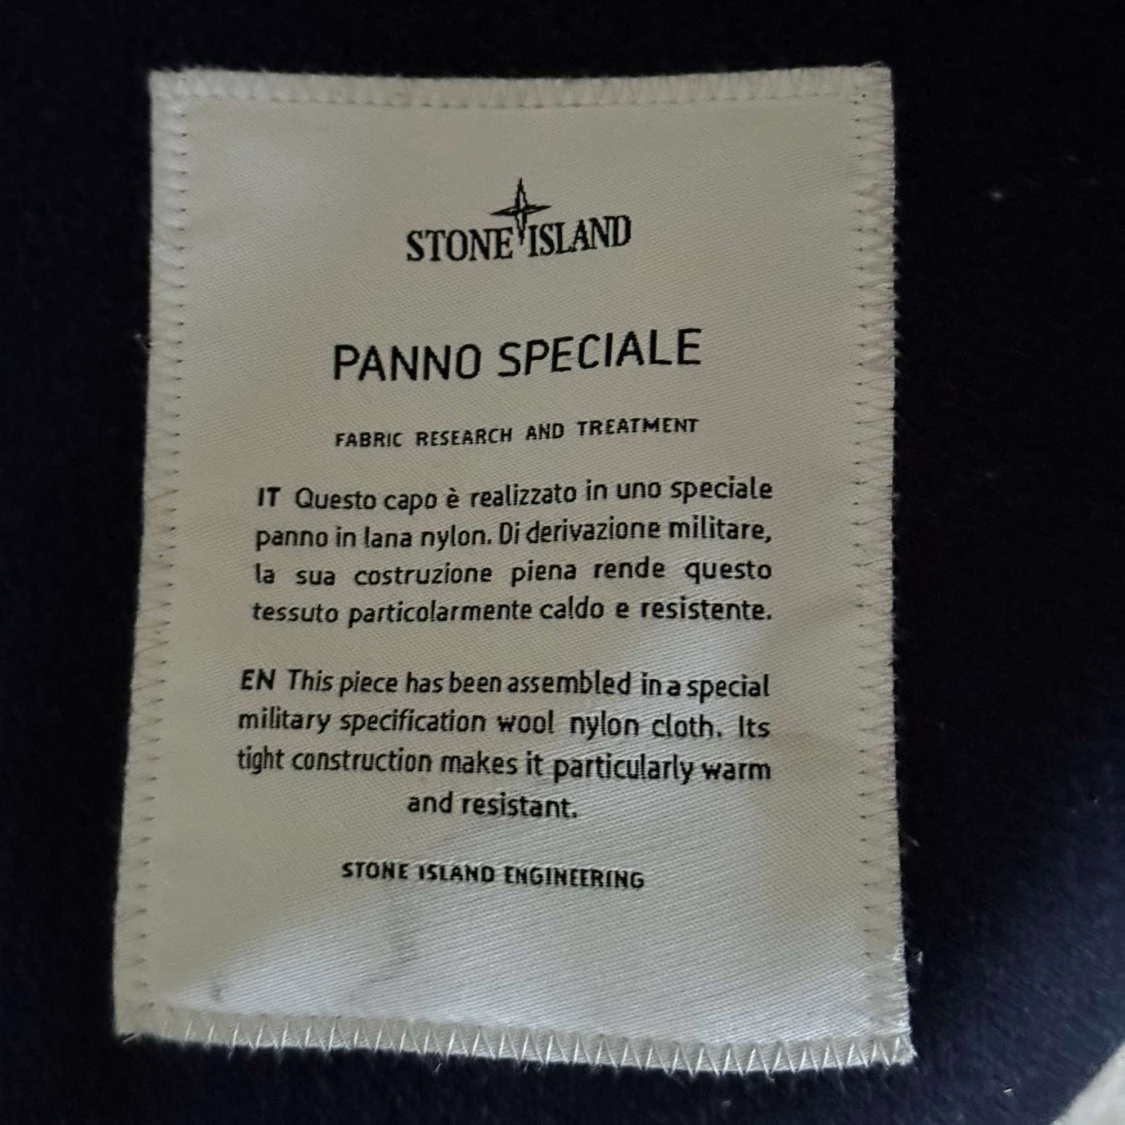 STONE ISLAND
PANNO SPECIALE
FABRIC RESEARCH AND TREATMENT
IT Questo capo è realizzato in uno speciale
panno in lana nylon. Di derivazione militare,
la sua costruzione piena rende questo
tessuto particolarmente caldo e resistente.
EN This piece has been assembled in a special
military specification wool nylon cloth. Its
tight construction makes it particularly warm
and resistant.
STONE ISLAND ENGINEERING